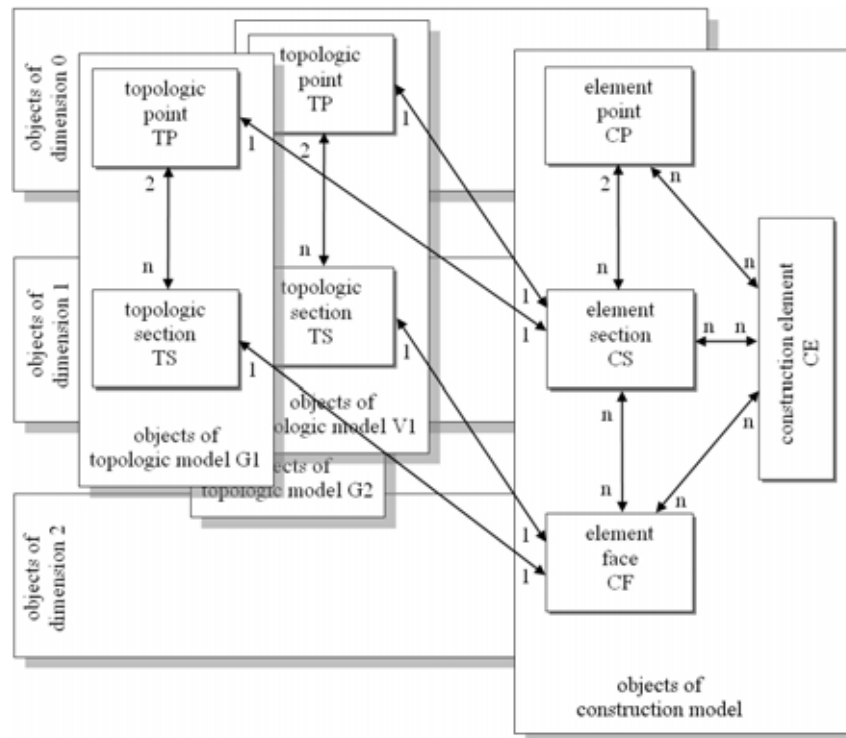 objects of
dimension 0
topologic
point
TP
topologic
point
TP
element
point
CP
1
1
2
2
2
n
n
n
n
n
objects of
dimension 1
topologic
section
TS
topologic
section
TS
element
section
CS
1
1
n
n
construction element
CE
1
1
n
n
n
objects of
topologic model G1
objects of
topologic model V1
objects of
topologic model G2
objects of
dimension 2
element
face
CF
1
1
n
objects of
construction model